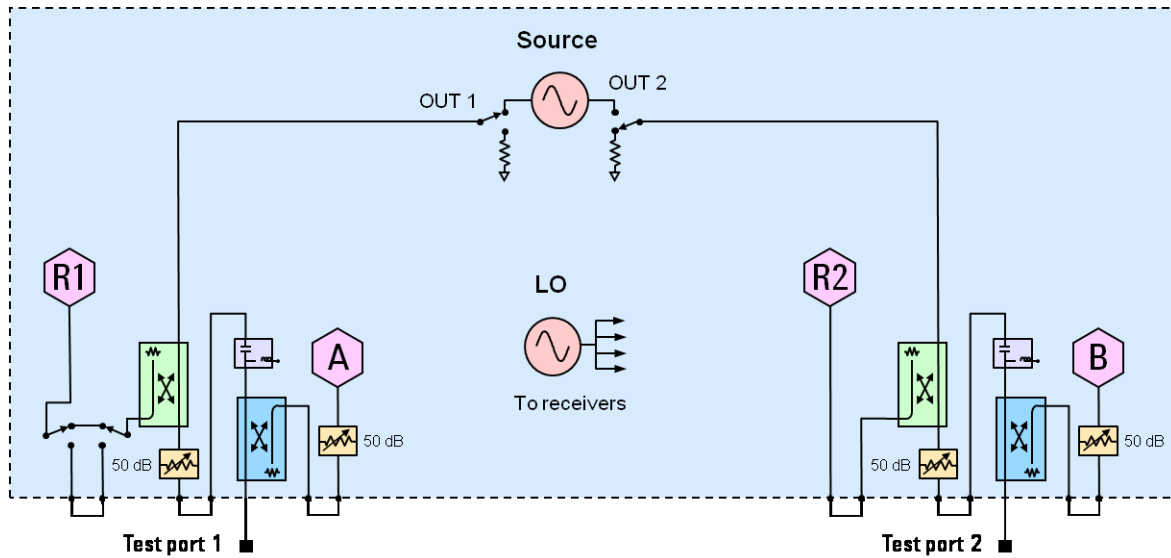 Source
OUT 1
OUT 2
R1
R2
LO
A
B
To receivers
50 dB
50 dB
50 dB
50 dB
Test port 1
Test port 2